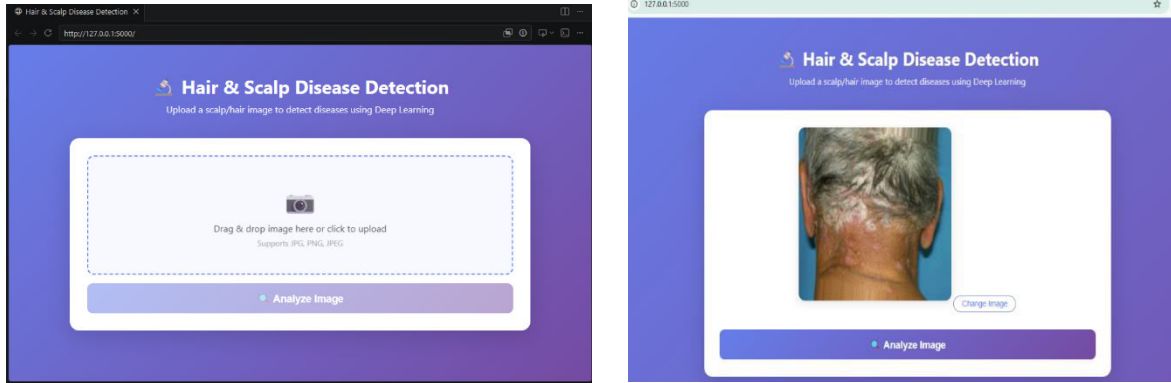 Hair & Scalp Disease Detection
http://127.0.0.1:5000/
Hair & Scalp Disease Detection
Upload a scalp/hair image to detect diseases using Deep Learning
Drag & drop image here or click to upload
Supports JPG, PNG, JPEG
Analyze Image
127.0.0.1:5000
Hair & Scalp Disease Detection
Upload a scalp/hair image to detect diseases using Deep Learning
Change Image
Analyze Image